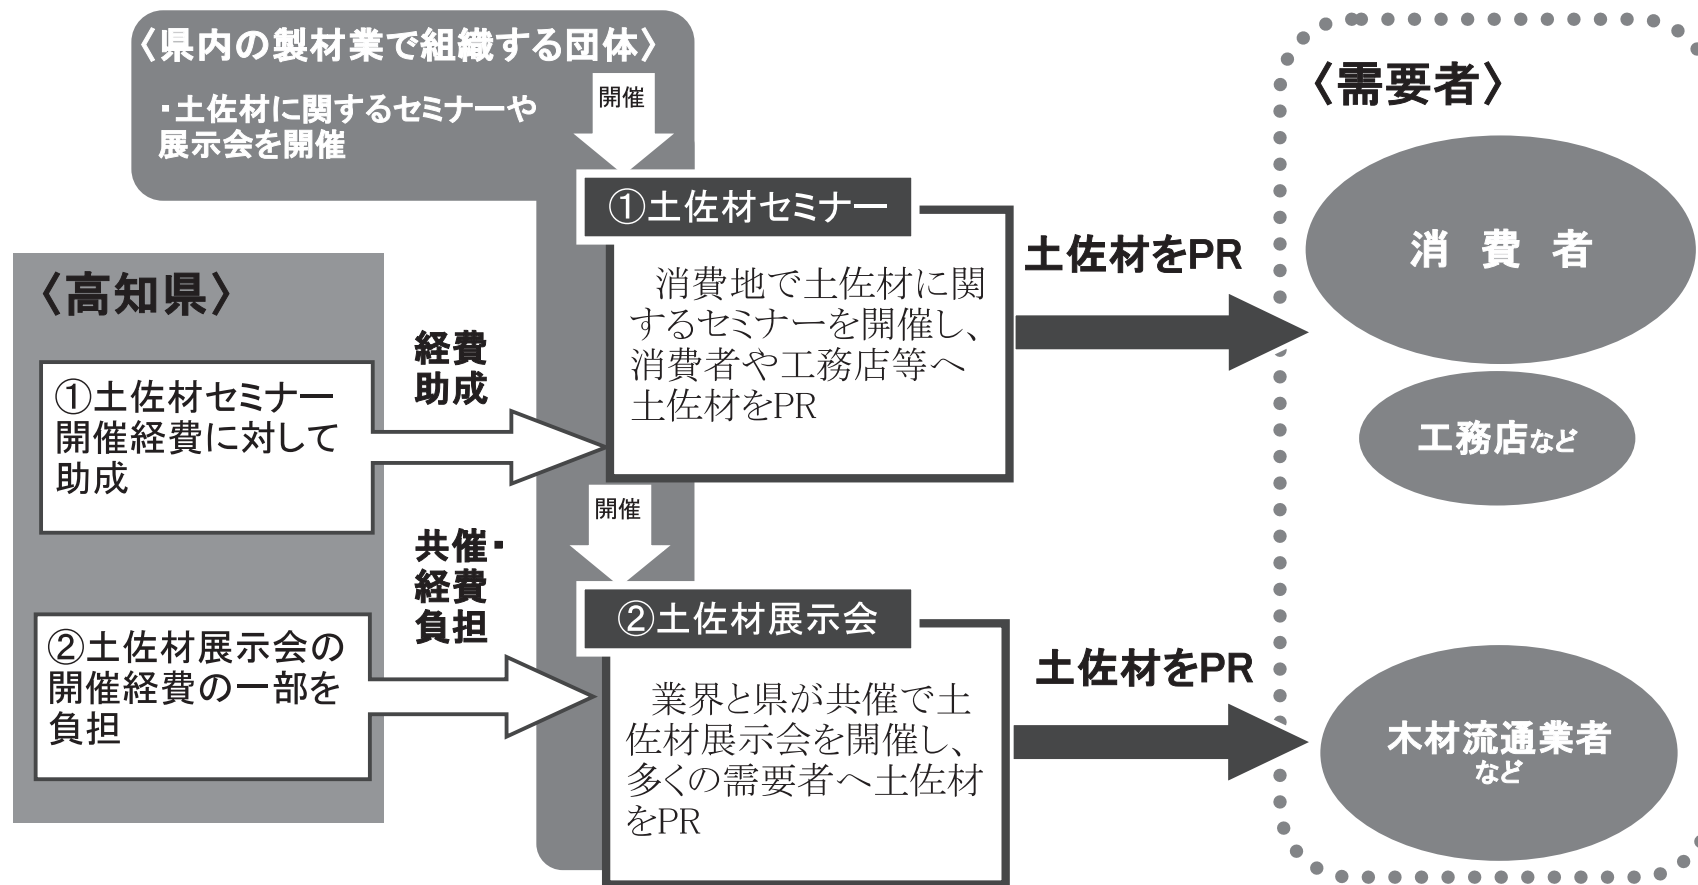 〈県内の製材業で組織する団体〉
・土佐材に関するセミナーや
展示会を開催
開催
①土佐材セミナー
消費地で土佐材に関
するセミナーを開催し、
消費者や工務店等へ
土佐材をPR
〈高知県〉
①土佐材セミナー
開催経費に対して
助成
経費
助成
②土佐材展示会の
開催経費の一部を
負担
共催・
経費
負担
開催
②土佐材展示会
業界と県が共催で土
佐材展示会を開催し、
多くの需要者へ土佐材
をPR
土佐材をPR
土佐材をPR
〈需要者〉
消 費 者
工務店など
木材流通業者
など